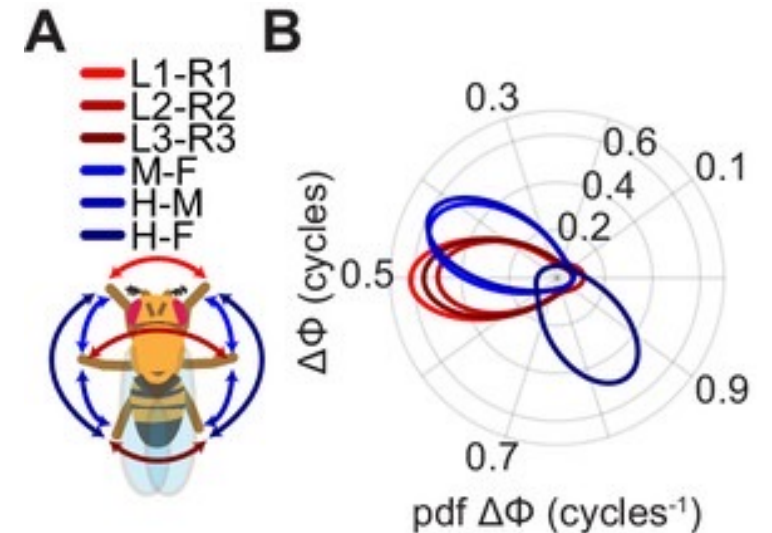 A
L1-R1
L2-R2
L3-R3
M-F
H-M
H-F
B
0.3
0.6
0.1
0.4
0.2
0.5
ΔΦ (cycles)
0.9
0.7
pdf ΔΦ (cycles⁻¹)